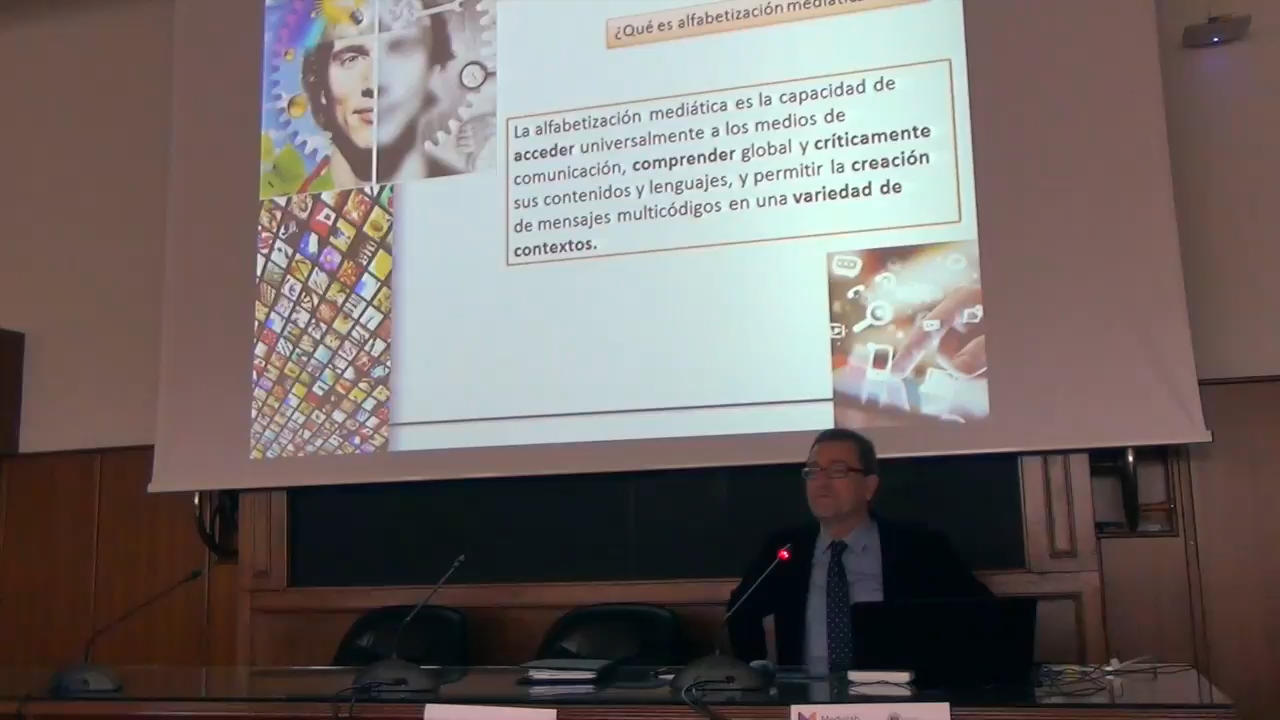 ¿Qué es alfabetización mediática
La alfabetización mediática es la capacidad de
acceder universalmente a los medios de
comunicación, comprender global y críticamente
sus contenidos y lenguajes, y permitir la creación
de mensajes multicódigos en una variedad de
contextos.